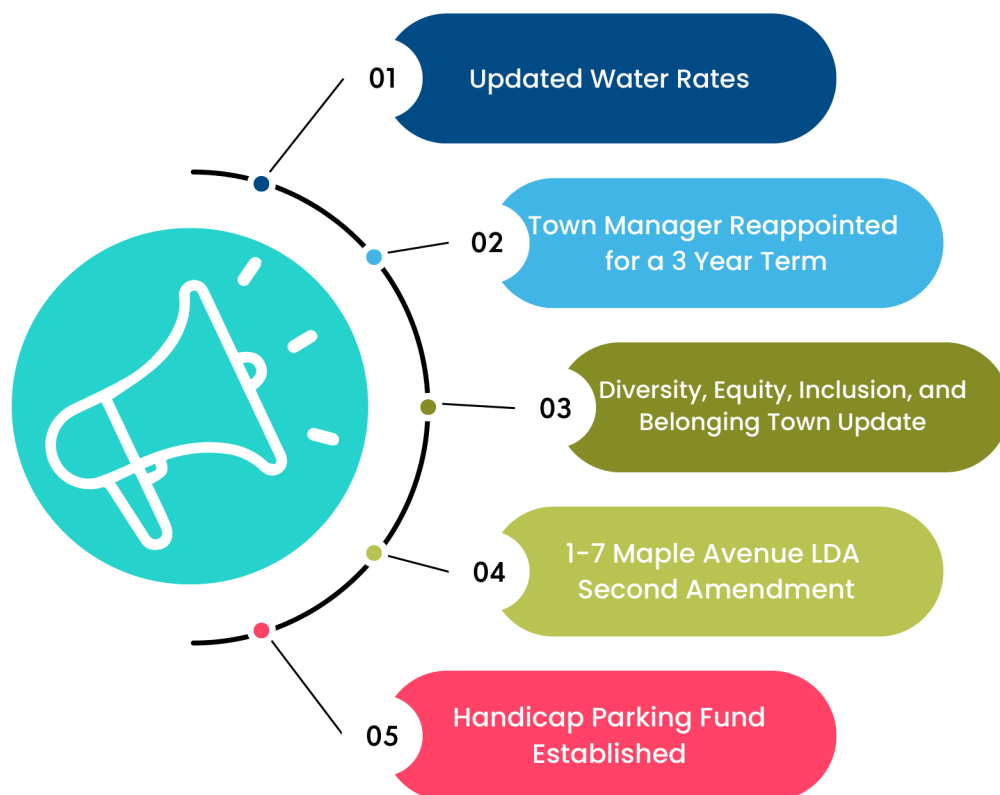 01
Updated Water Rates
02
Town Manager Reappointed
for a 3 Year Term
03
Diversity, Equity, Inclusion, and
Belonging Town Update
04
1-7 Maple Avenue LDA
Second Amendment
05
Handicap Parking Fund
Established